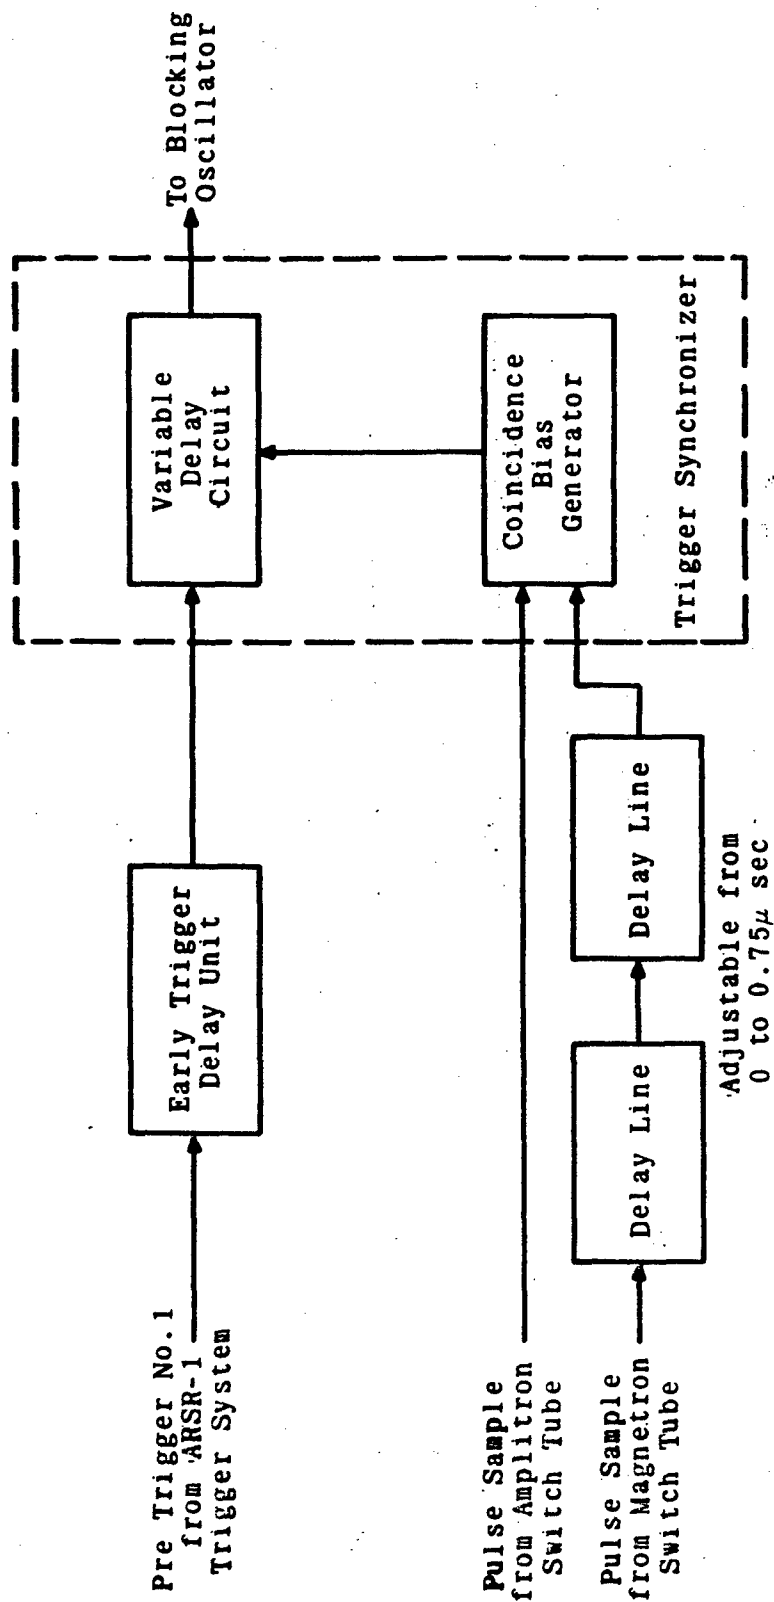 Pre Trigger No.1
from ARSR-1
Trigger System
Early Trigger
Delay Unit
Variable
Delay
Circuit
To Blocking
Oscillator
Pulse Sample
from Amplitron
Switch Tube
Coincidence
Bias
Generator
Pulse Sample
from Magnetron
Switch Tube
Delay Line
Delay Line
Adjustable from
0 to 0.75μ sec
Trigger Synchronizer